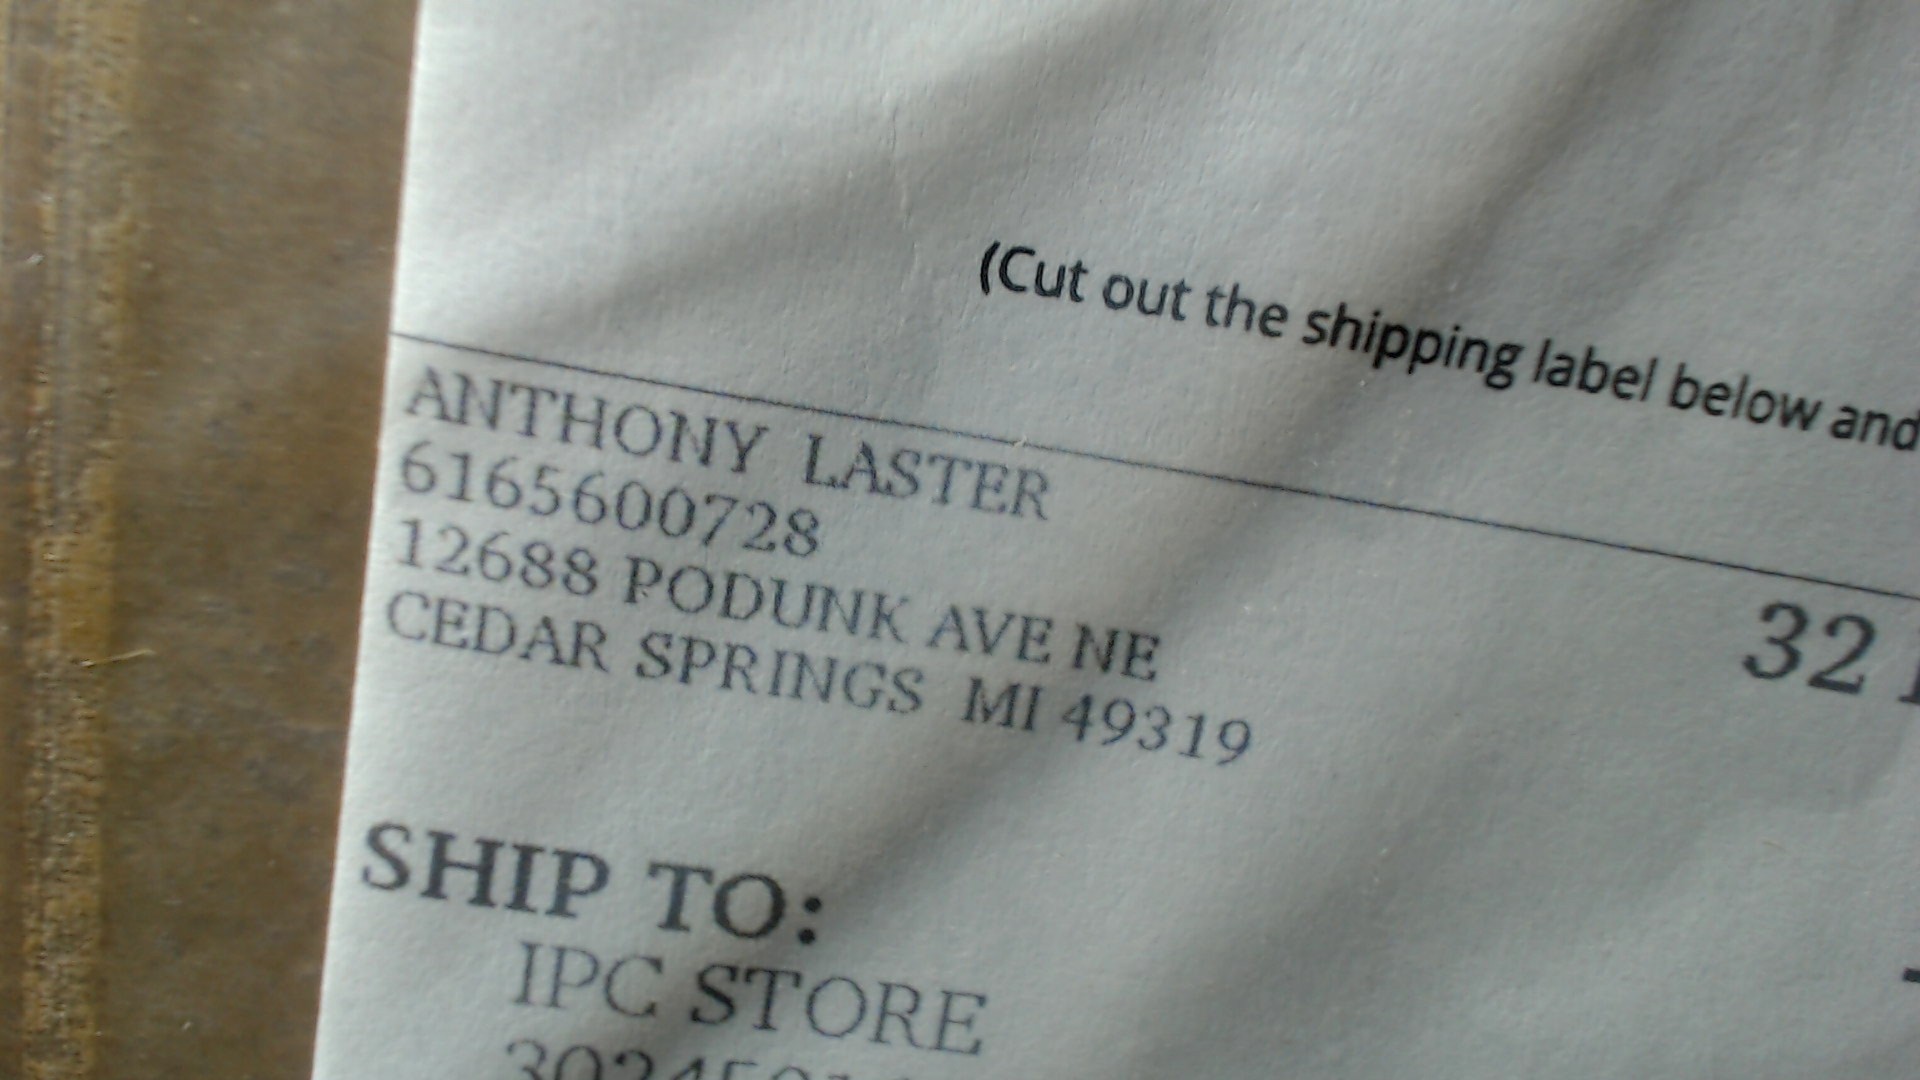 (Cut out the shipping label below and
ANTHONY LASTER
6165600728
12688 PODUNK AVE NE
CEDAR SPRINGS MI 49319
32
SHIP TO:
IPC STORE